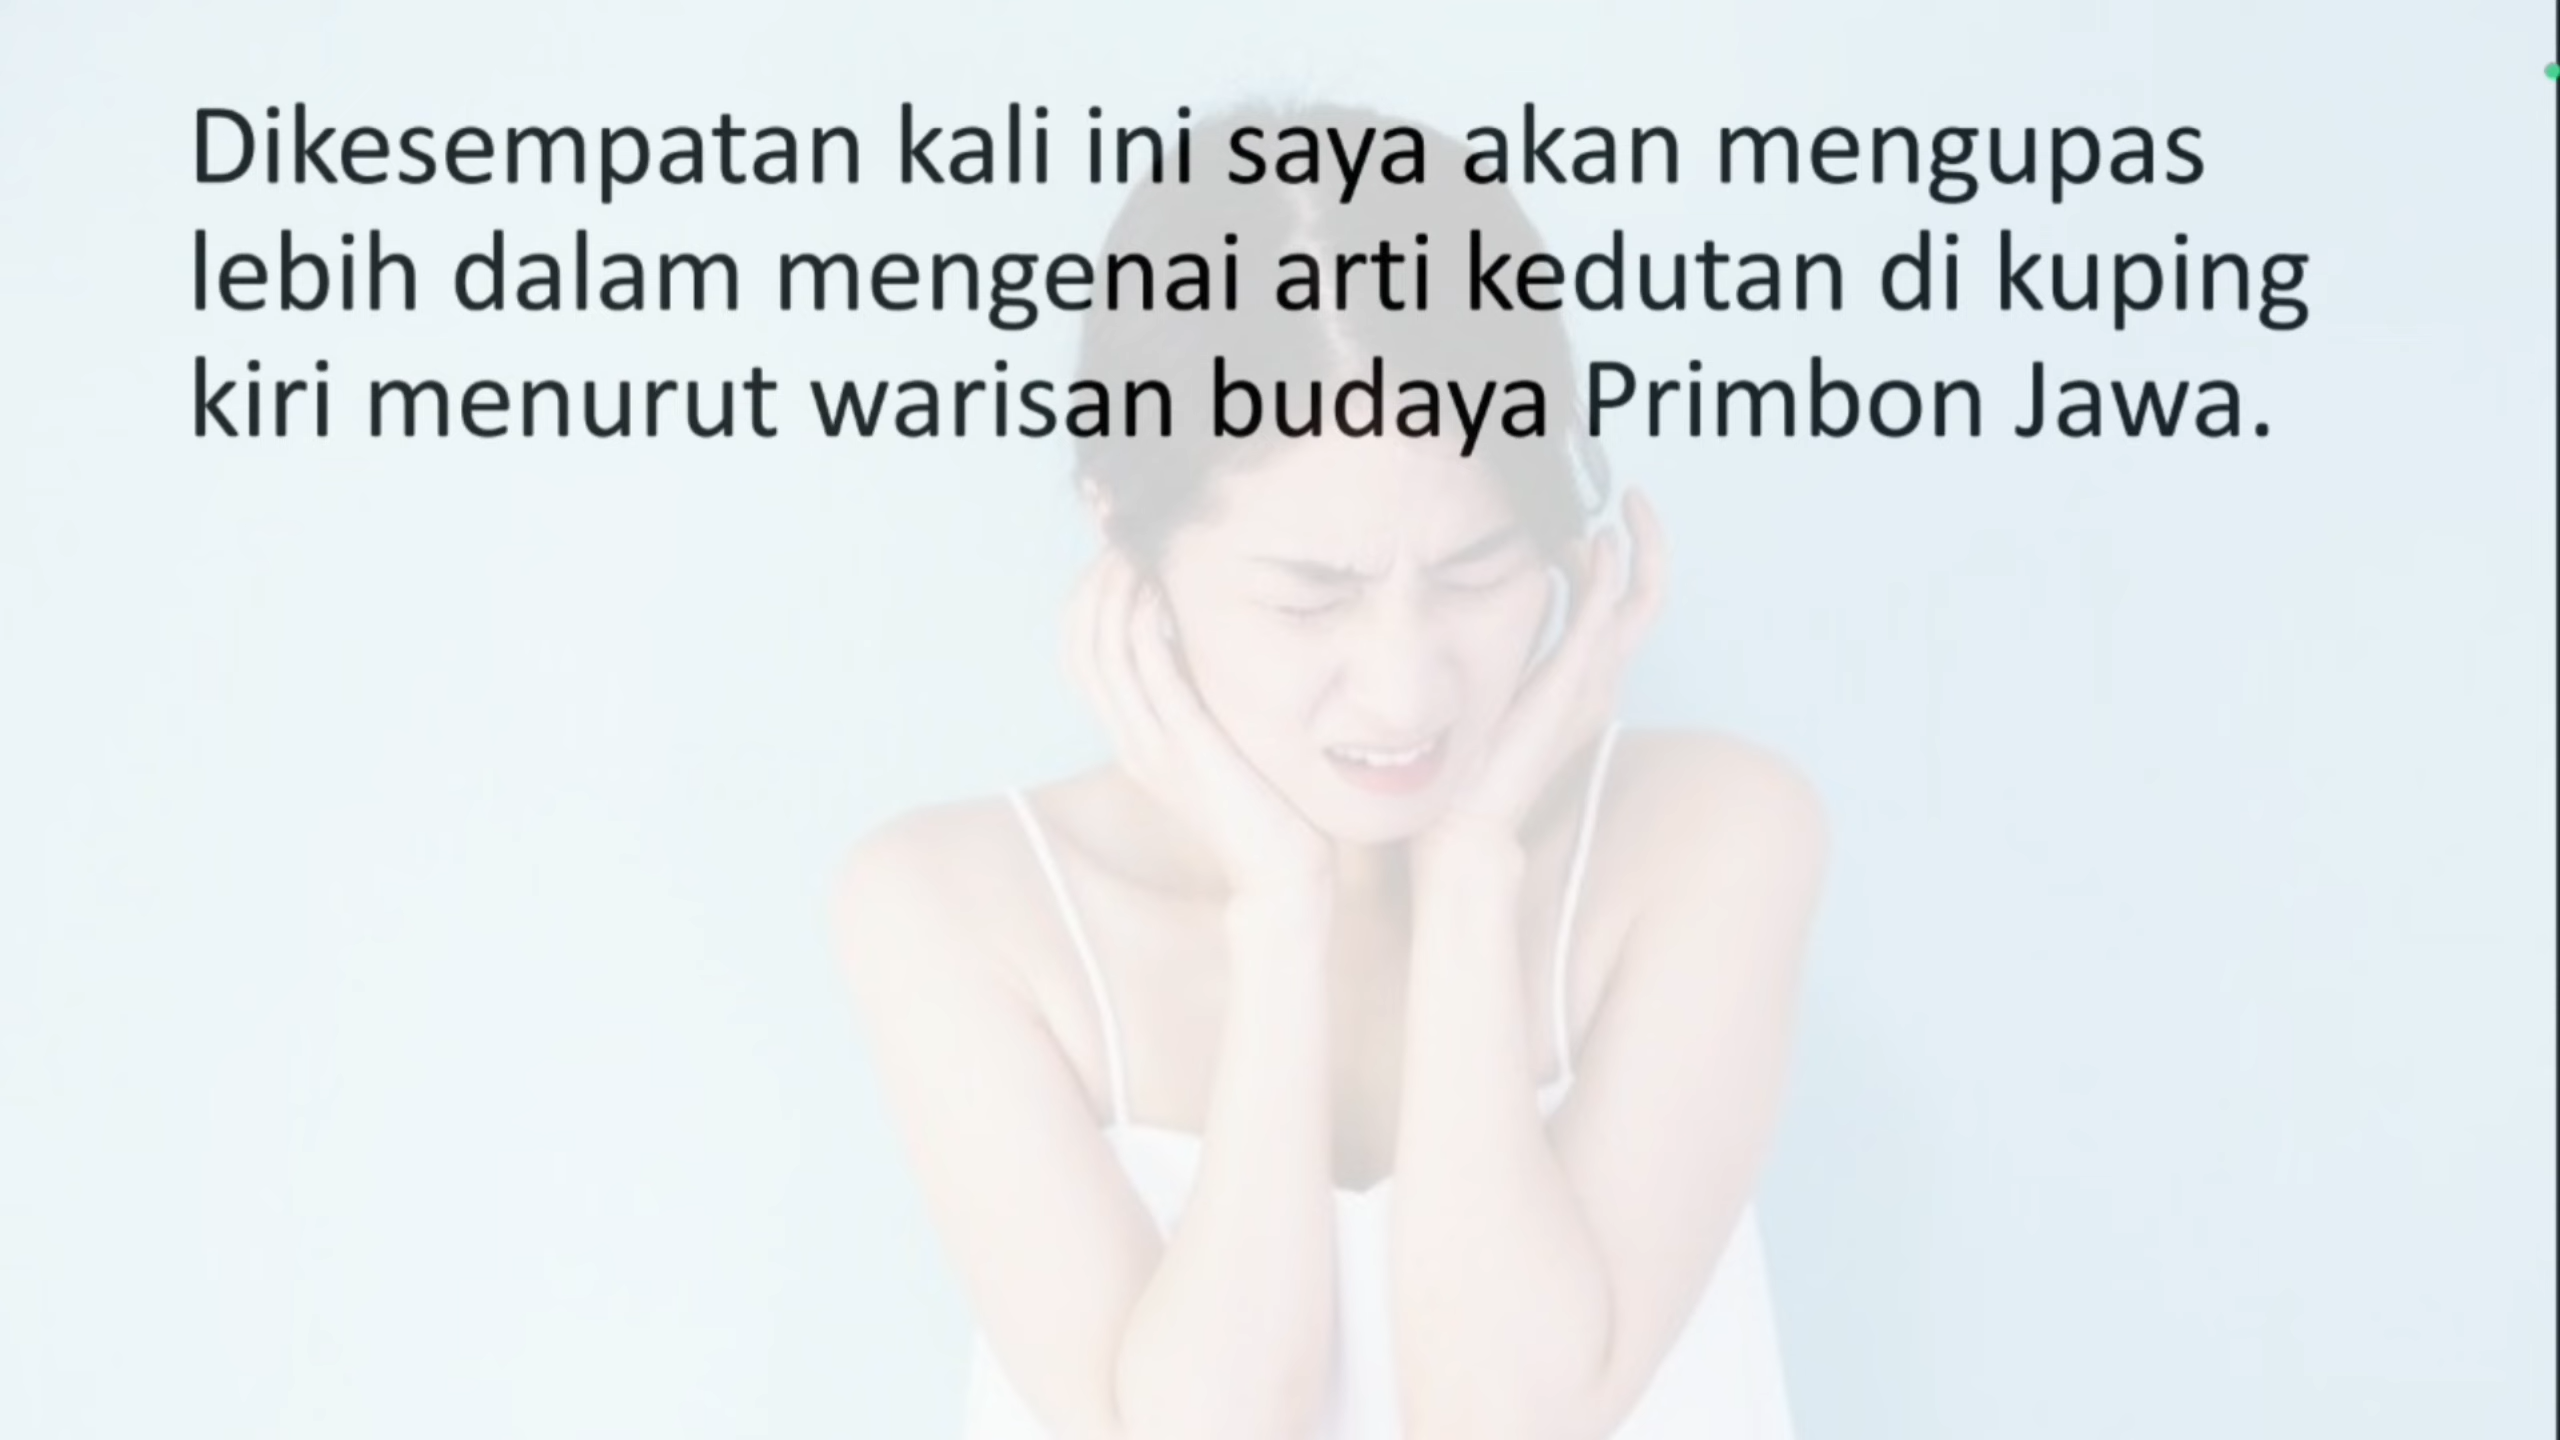 Dikesempatan kali ini saya akan mengupas
lebih dalam mengenai arti kedutan di kuping
kiri menurut warisan budaya Primbon Jawa.